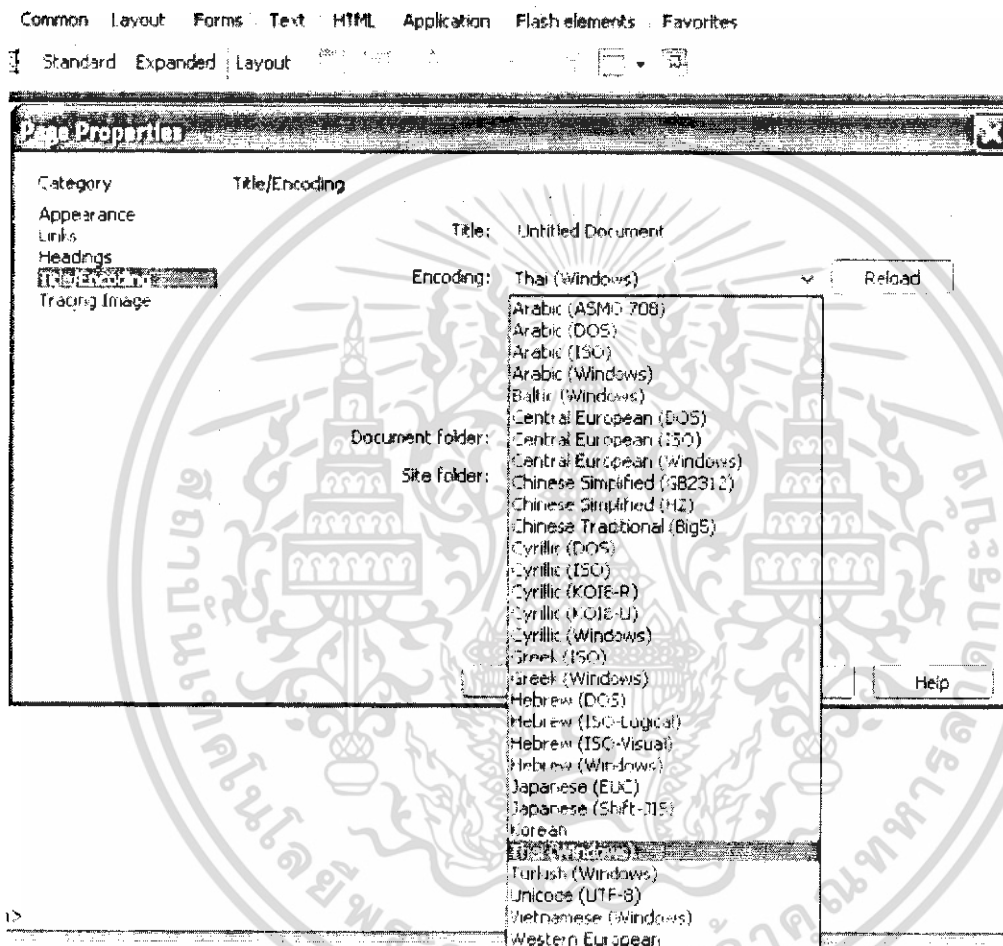 Common Layout Forms Text HTML Application Flash elements Favorites
Standard Expanded Layout
Page Properties
Category
Title/Encoding
Appearance
Links
Headings
Title/Encoding
Tracing Image
Title: Untitled Document
Encoding: Thai (Windows)
Reload
Arabic (ASMO 708)
Arabic (DOS)
Arabic (ISO)
Arabic (Windows)
Baltic (Windows)
Central European (DOS)
Central European (ISO)
Central European (Windows)
Chinese Simplified (GB2312)
Chinese Simplified (HZ)
Chinese Traditional (Big5)
Cyrillic (DOS)
Cyrillic (ISO)
Cyrillic (KOI8-R)
Cyrillic (KOI8-U)
Cyrillic (Windows)
Greek (ISO)
Greek (Windows)
Hebrew (DOS)
Hebrew (ISO-Logical)
Hebrew (ISO-Visual)
Hebrew (Windows)
Japanese (EUC)
Japanese (Shift-JIS)
Korean
Thai (Windows)
Turkish (Windows)
Unicode (UTF-8)
Vietnamese (Windows)
Western European
Document folder:
Site folder:
Help